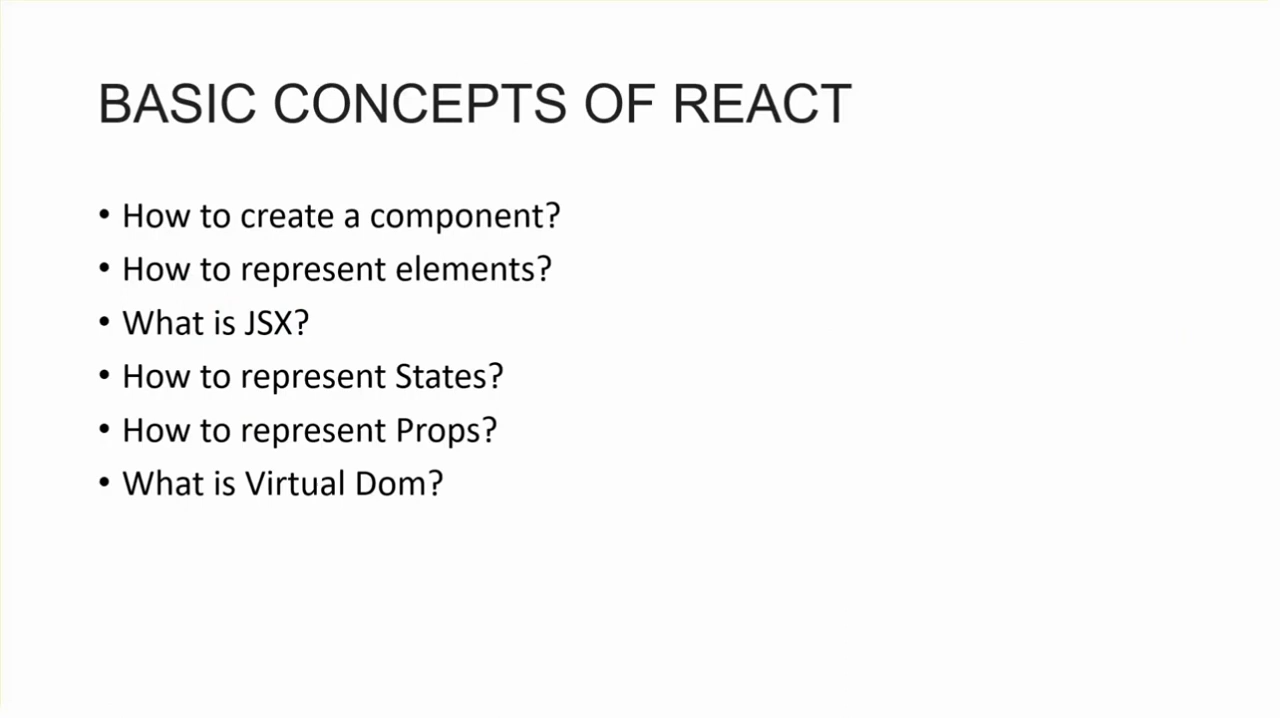 BASIC CONCEPTS OF REACT
• How to create a component?
• How to represent elements?
• What is JSX?
• How to represent States?
• How to represent Props?
• What is Virtual Dom?